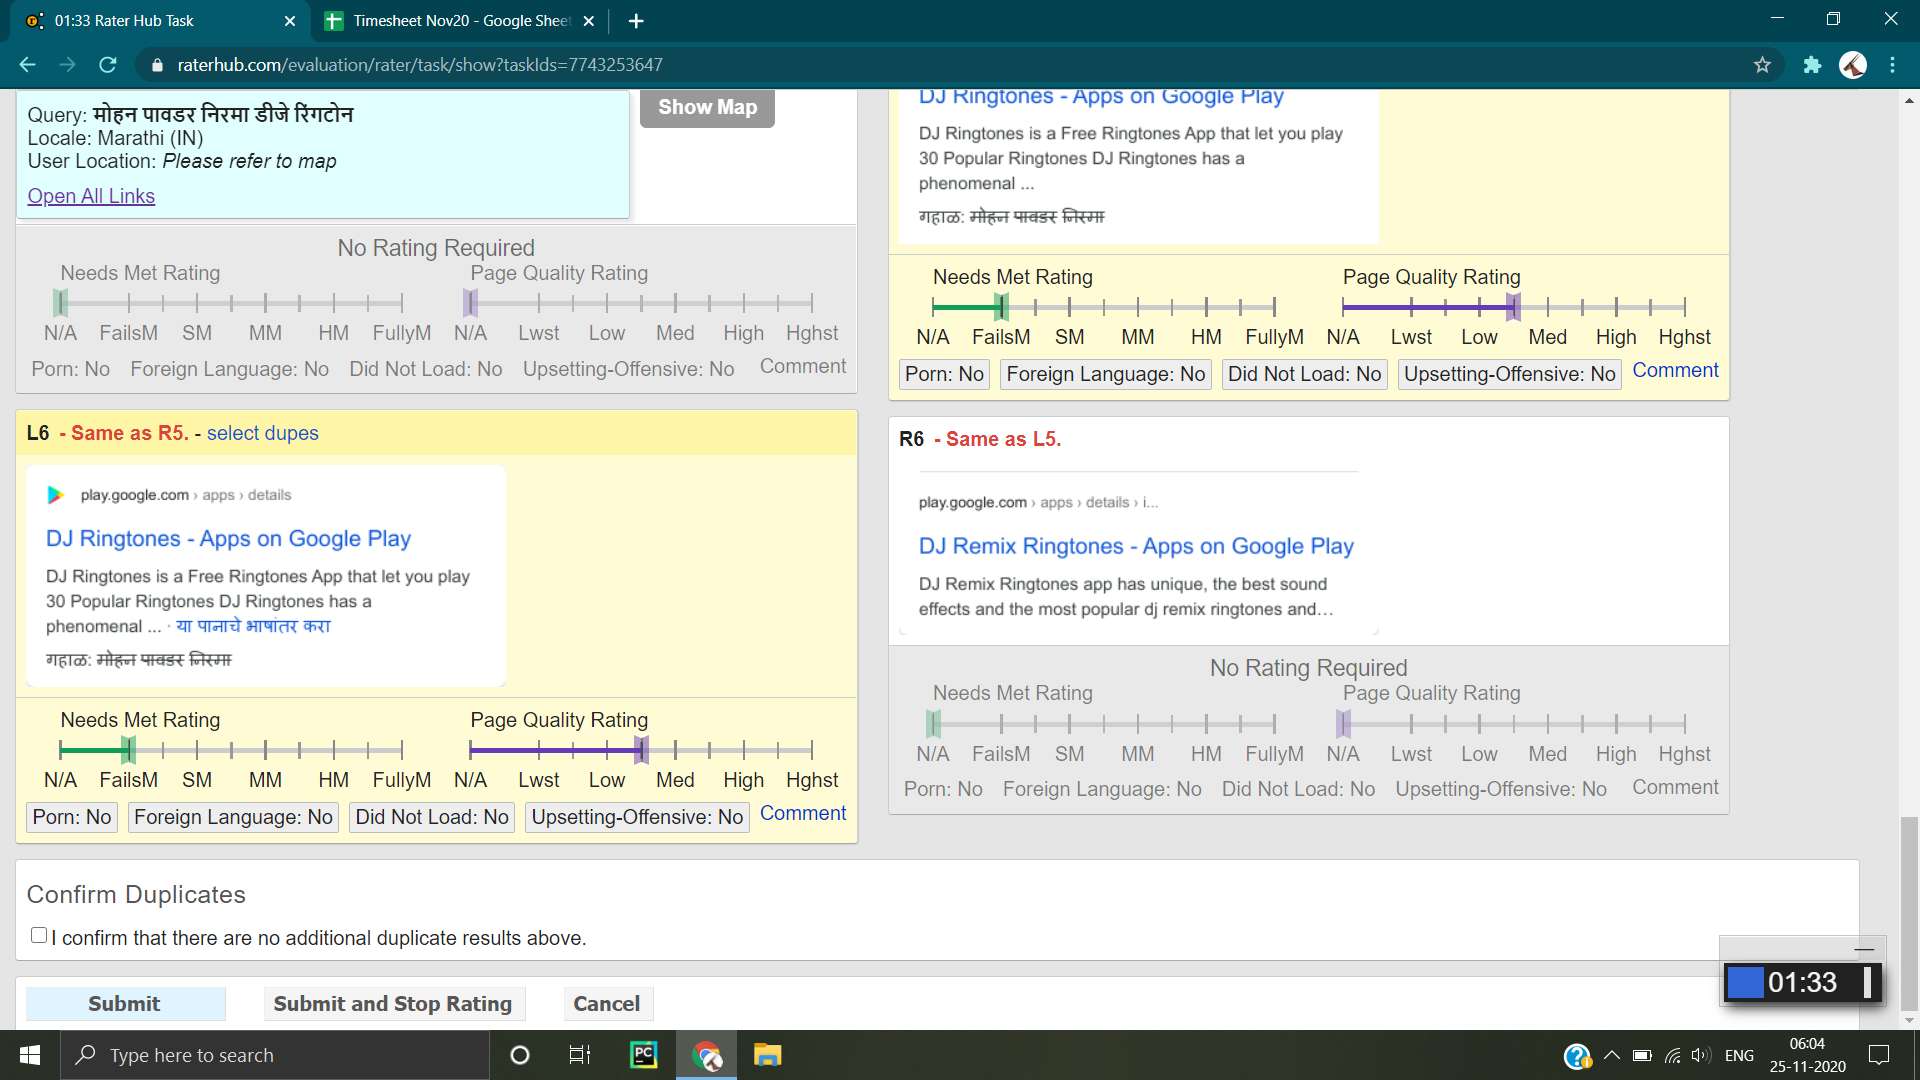 01:33 Rater Hub Task
Timesheet Nov20 - Google Sheet
raterhub.com/evaluation/rater/task/show?taskIds=7743253647
Query: मोहन पावडर निरमा डीजे रिंगटोन
Locale: Marathi (IN)
User Location: Please refer to map
Open All Links
Show Map
No Rating Required
Needs Met Rating
Page Quality Rating
N/A FailsM SM MM HM FullyM
N/A Lwst Low Med High Hghst
Porn: No Foreign Language: No Did Not Load: No Upsetting-Offensive: No Comment
DJ Ringtones - Apps on Google Play
DJ Ringtones is a Free Ringtones App that let you play
30 Popular Ringtones DJ Ringtones has a
phenomenal ...
गहाळ: मोहन पावडर निरमा
Needs Met Rating
Page Quality Rating
N/A FailsM SM MM HM FullyM
N/A Lwst Low Med High Hghst
Porn: No Foreign Language: No Did Not Load: No Upsetting-Offensive: No Comment
L6 - Same as R5. - select dupes
play.google.com › apps › details
DJ Ringtones - Apps on Google Play
DJ Ringtones is a Free Ringtones App that let you play
30 Popular Ringtones DJ Ringtones has a
phenomenal ... · या पानाचे भाषांतर करा
गहाळ: मोहन पावडर निरमा
Needs Met Rating
Page Quality Rating
N/A FailsM SM MM HM FullyM
N/A Lwst Low Med High Hghst
Porn: No Foreign Language: No Did Not Load: No Upsetting-Offensive: No Comment
R6 - Same as L5.
play.google.com › apps › details › i...
DJ Remix Ringtones - Apps on Google Play
DJ Remix Ringtones app has unique, the best sound
effects and the most popular dj remix ringtones and...
No Rating Required
Needs Met Rating
Page Quality Rating
N/A FailsM SM MM HM FullyM
N/A Lwst Low Med High Hghst
Porn: No Foreign Language: No Did Not Load: No Upsetting-Offensive: No Comment
Confirm Duplicates
I confirm that there are no additional duplicate results above.
01:33
Submit
Submit and Stop Rating
Cancel
Type here to search
PC
ENG
06:04
25-11-2020